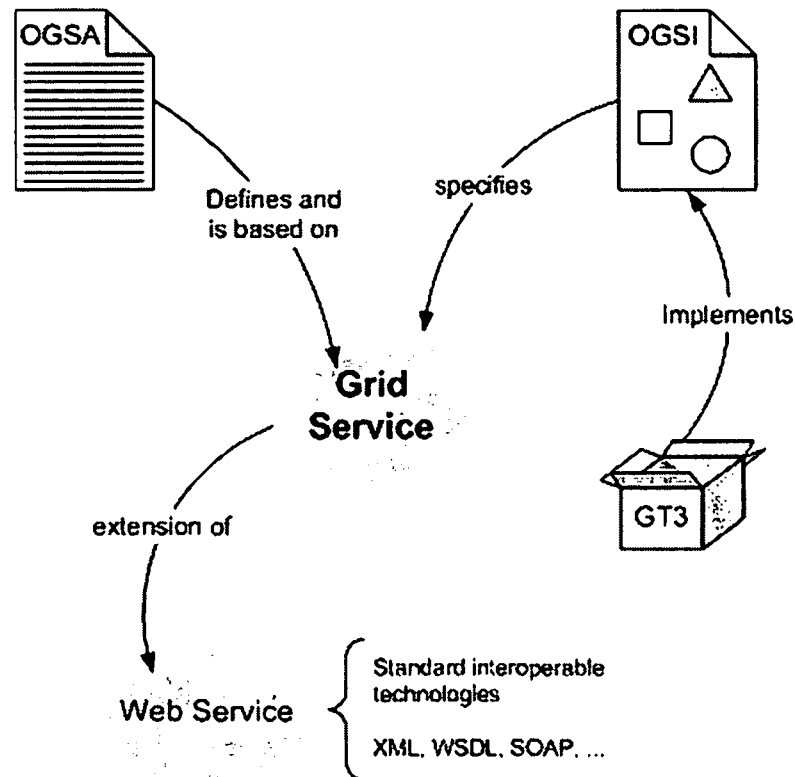 OGSA
OGSI
Defines and
is based on
specifies
Implements
Grid
Service
GT3
extension of
Web Service
Standard interoperable
technologies
XML, WSDL, SOAP, ...